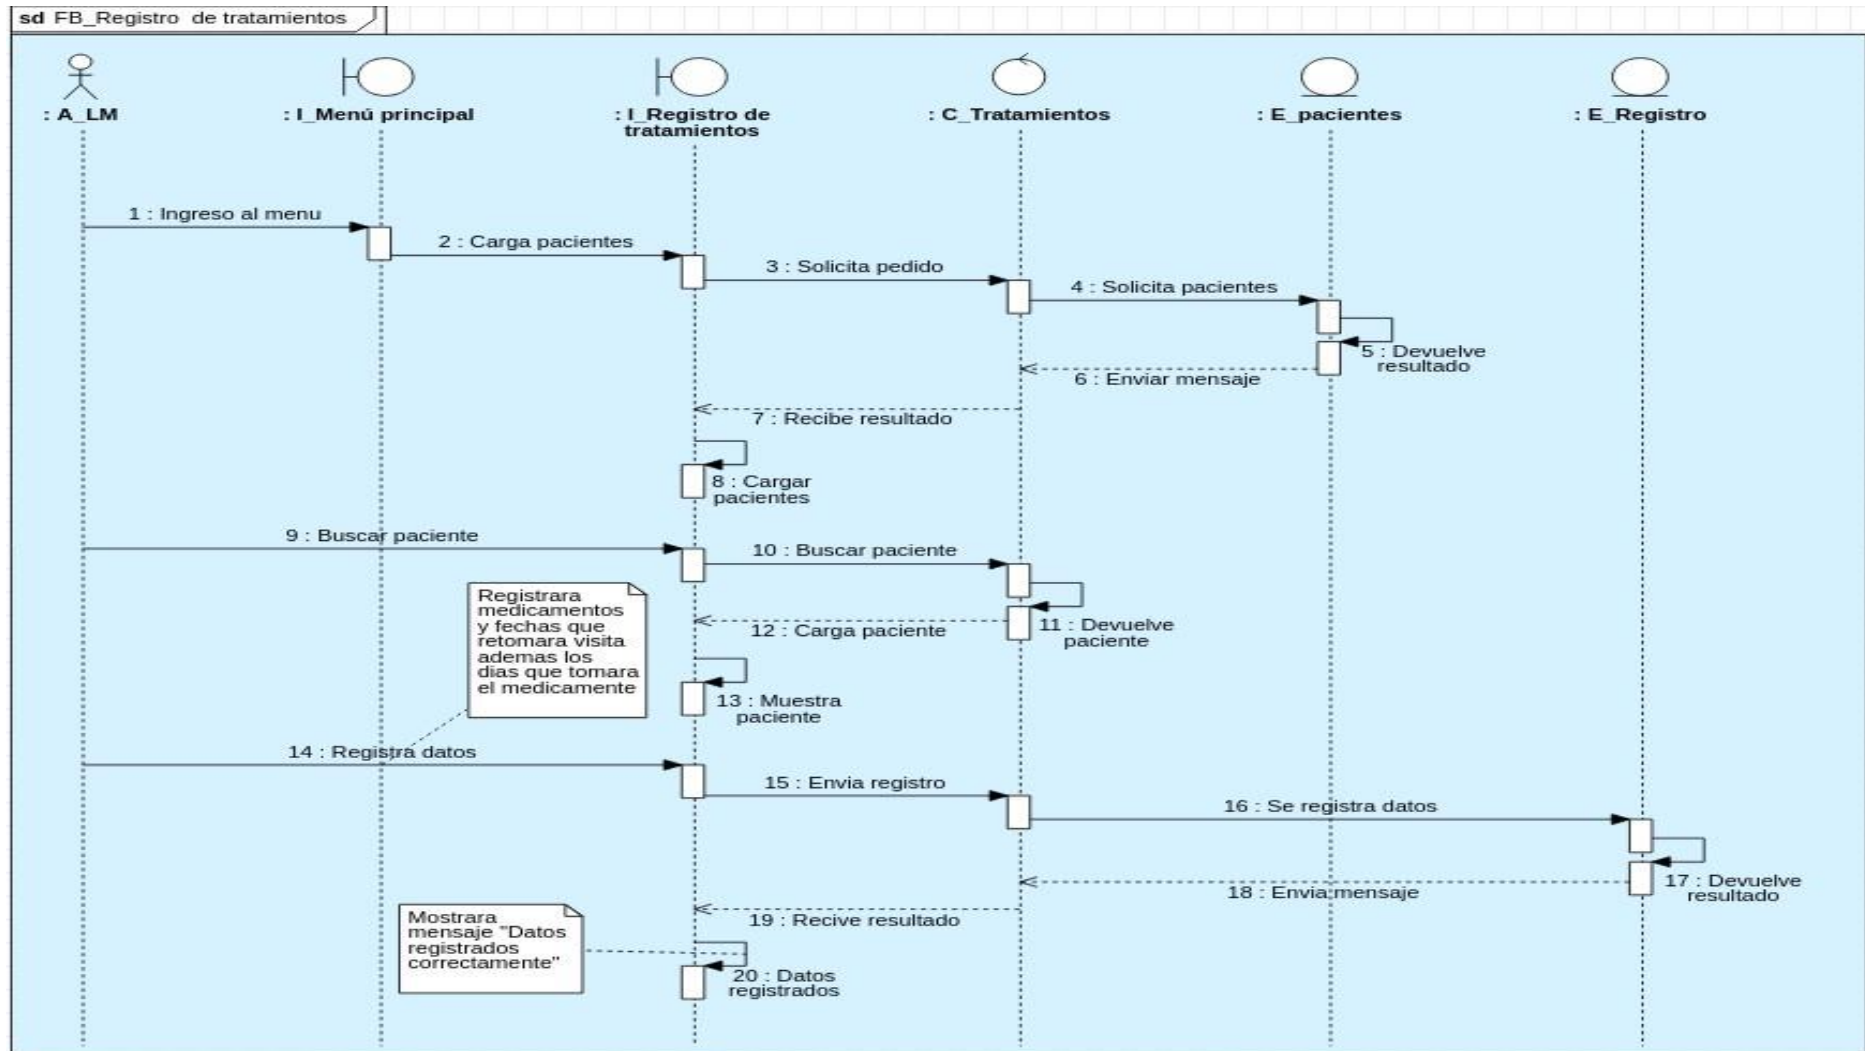 sd FB_Registro de tratamientos
: A_LM
: I_Menú principal
: I_Registro de
tratamientos
: C_Tratamientos
: E_pacientes
: E_Registro
1 : Ingreso al menu
2 : Carga pacientes
3 : Solicita pedido
4 : Solicita pacientes
5 : Devuelve
resultado
6 : Enviar mensaje
7 : Recibe resultado
8 : Cargar
pacientes
9 : Buscar paciente
10 : Buscar paciente
Registrara
medicamentos
y fechas que
retomara visita
ademas los
dias que tomara
el medicamente
11 : Devuelve
paciente
12 : Carga paciente
13 : Muestra
paciente
14 : Registra datos
15 : Envia registro
16 : Se registra datos
17 : Devuelve
resultado
18 : Envia mensaje
19 : Recive resultado
Mostrara
mensaje "Datos
registrados
correctamente"
20 : Datos
registrados